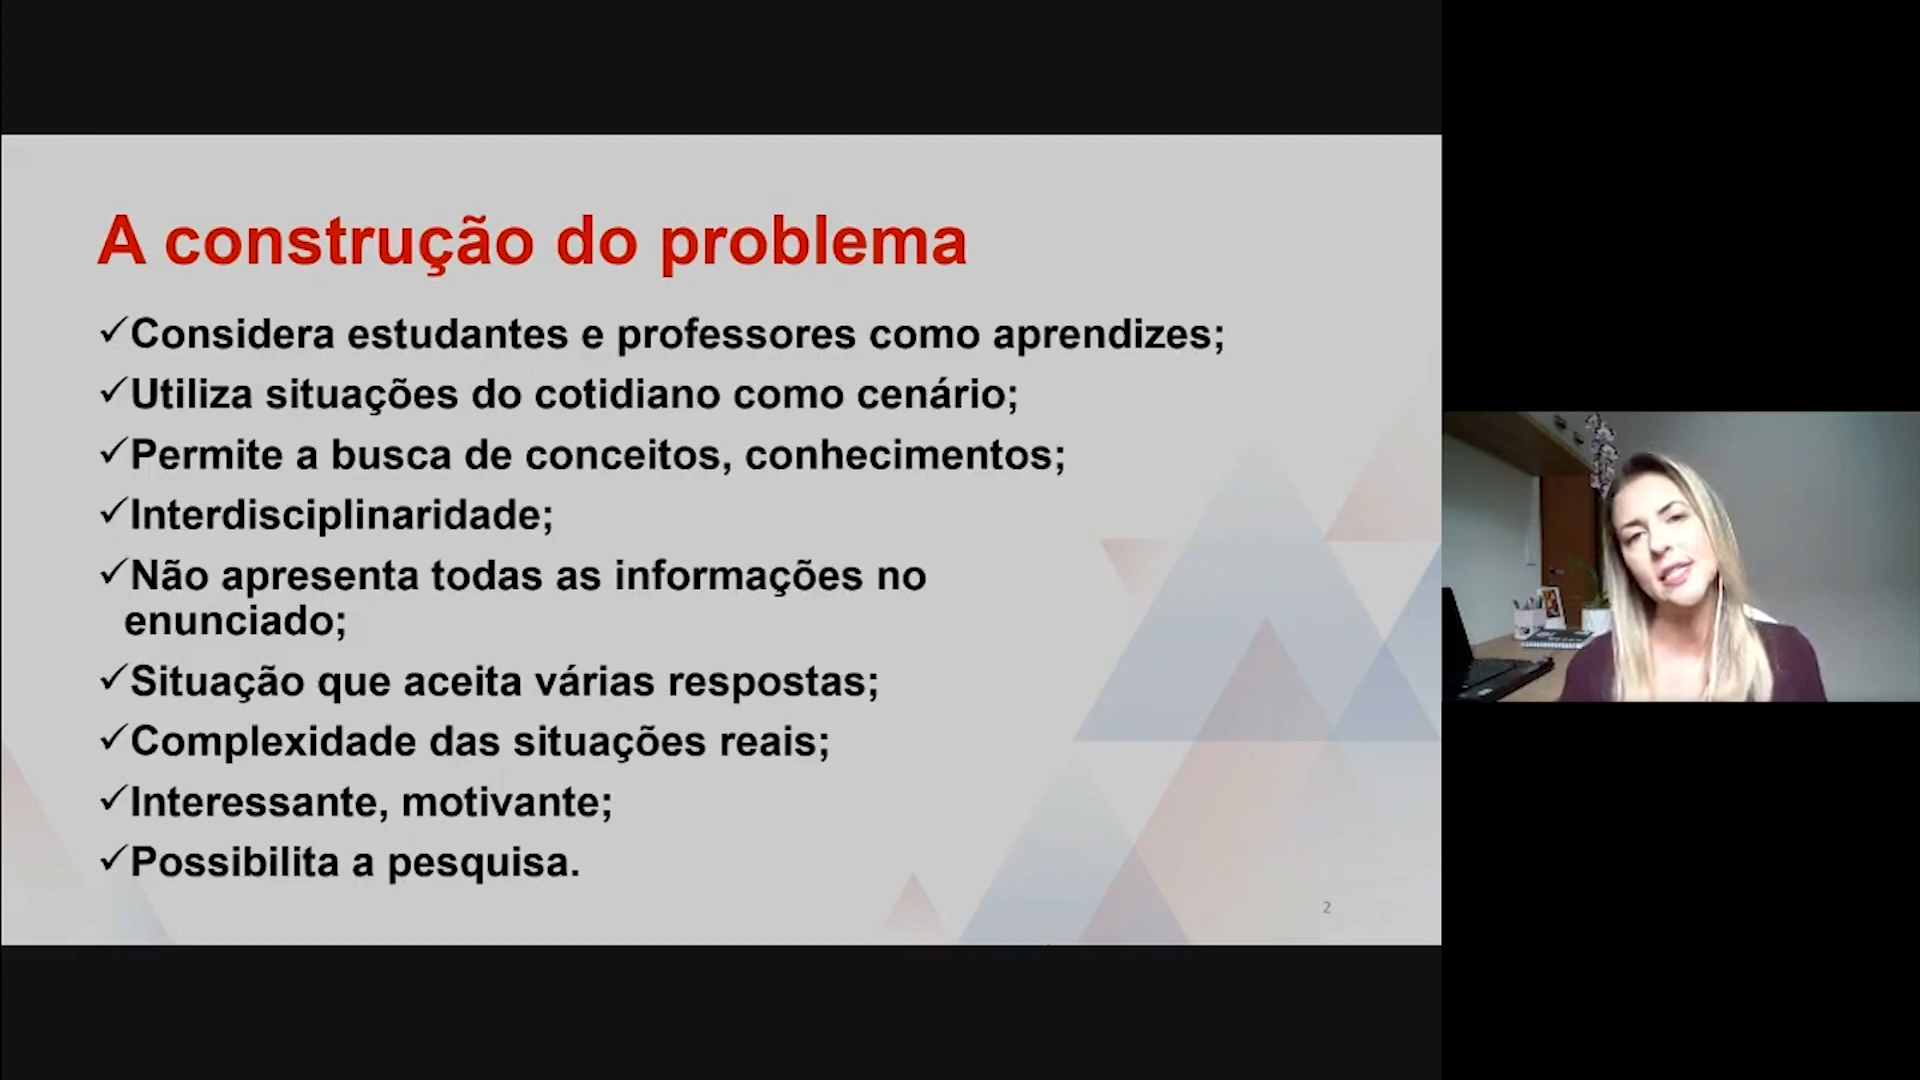 A construção do problema
✓Considera estudantes e professores como aprendizes;
✓Utiliza situações do cotidiano como cenário;
✓Permite a busca de conceitos, conhecimentos;
✓Interdisciplinaridade;
✓Não apresenta todas as informações no
enunciado;
✓Situação que aceita várias respostas;
✓Complexidade das situações reais;
✓Interessante, motivante;
✓Possibilita a pesquisa.
2